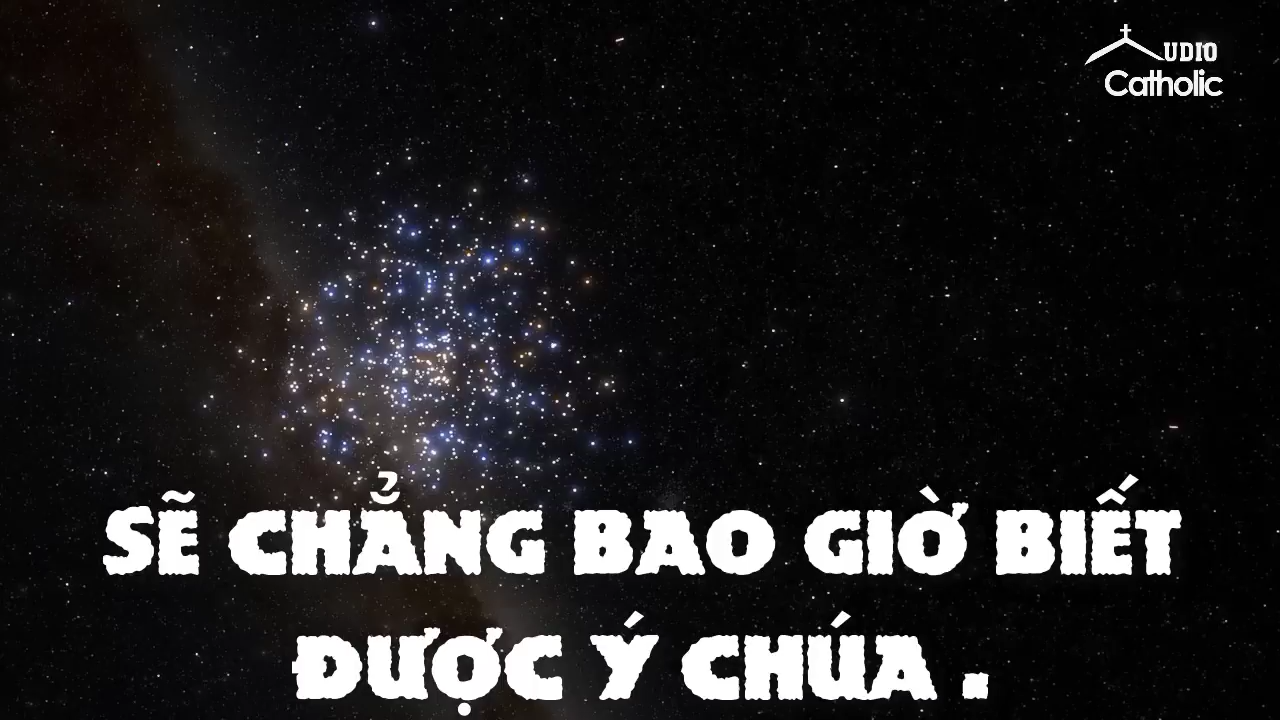 UDIO
Catholic
SẼ CHẲNG BAO GIỜ BIẾT
ĐƯỢC Ý CHÚA .